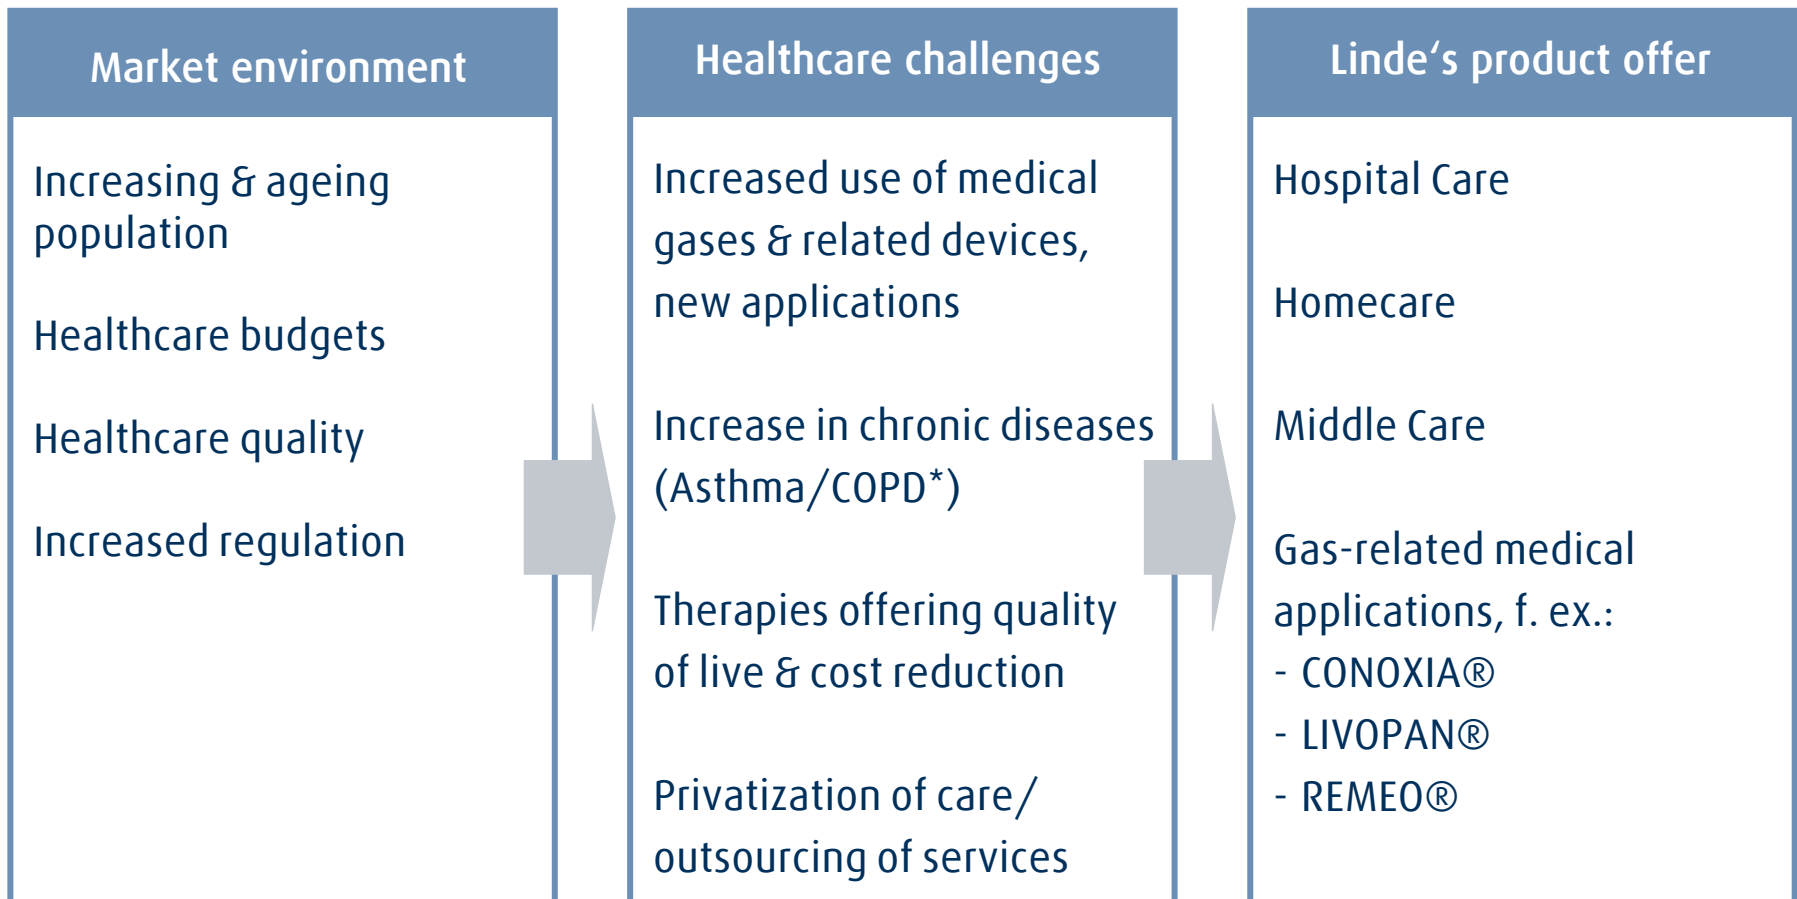 Market environment
Increasing & ageing
population
Healthcare budgets
Healthcare quality
Increased regulation
Healthcare challenges
Increased use of medical
gases & related devices,
new applications
Increase in chronic diseases
(Asthma/COPD*)
Therapies offering quality
of live & cost reduction
Privatization of care/
outsourcing of services
Linde‘s product offer
Hospital Care
Homecare
Middle Care
Gas-related medical
applications, f. ex.:
- CONOXIA®
- LIVOPAN®
- REMEO®